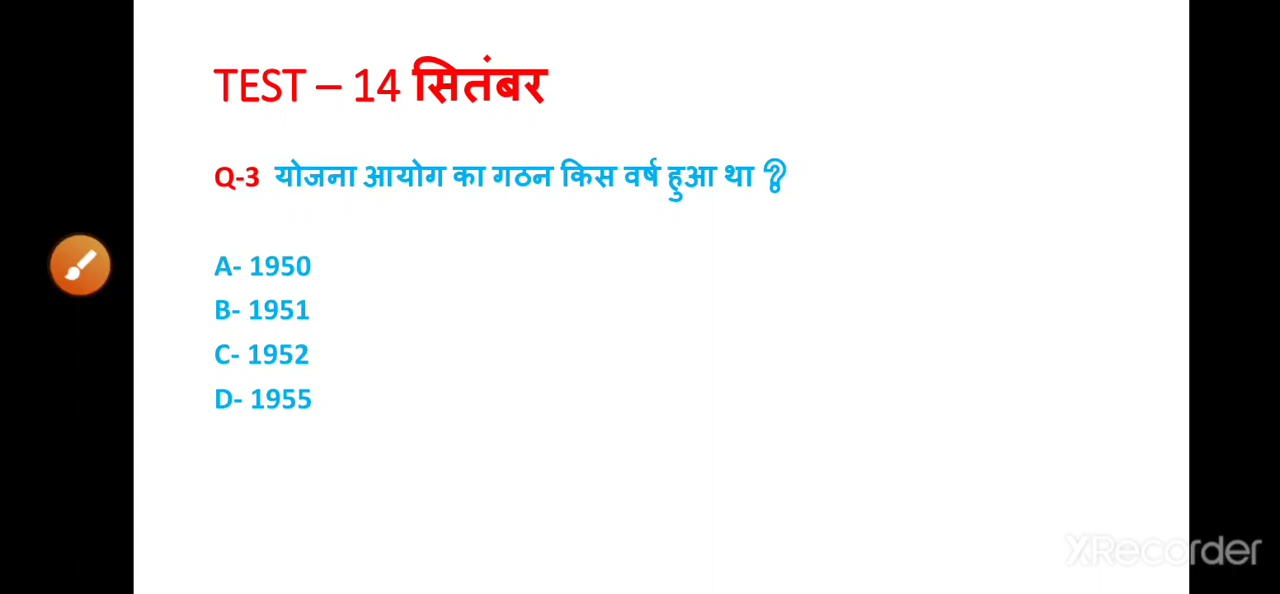 TEST – 14 सितंबर
Q-3 योजना आयोग का गठन किस वर्ष हुआ था ?
A- 1950
B- 1951
C- 1952
D- 1955
XRecorder